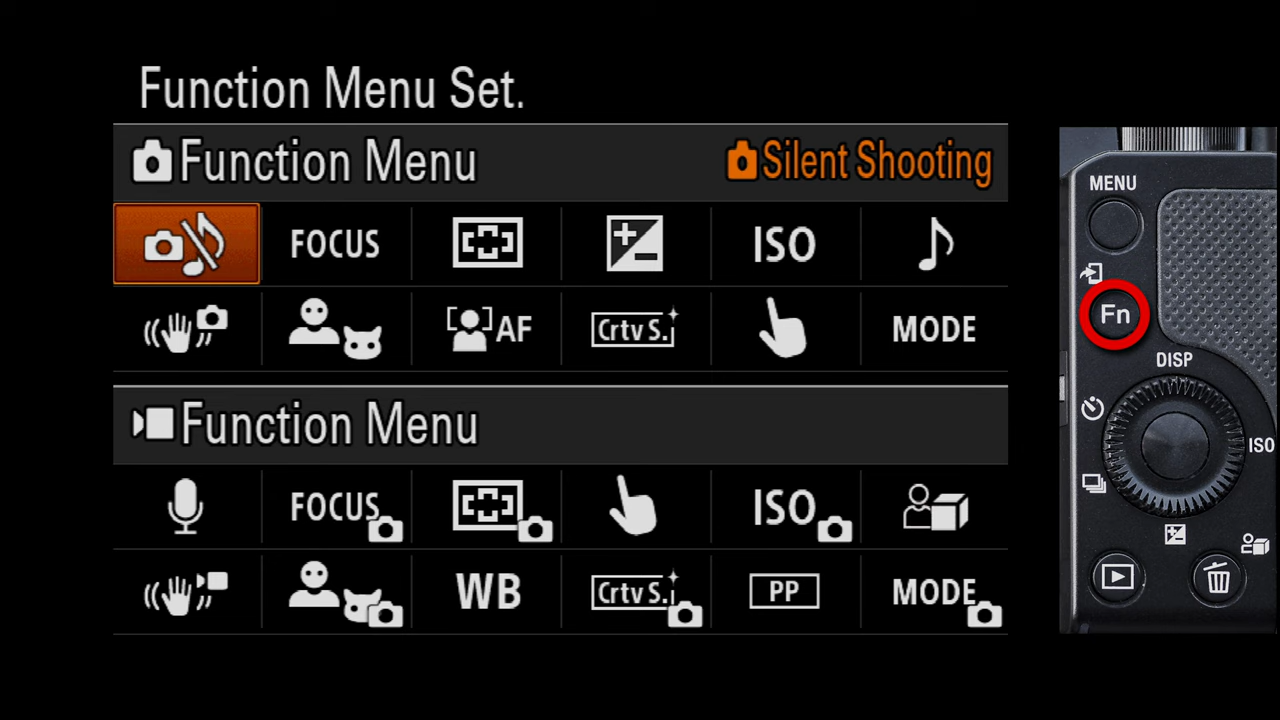 Function Menu Set.
Function Menu Silent Shooting
FOCUS ISO
AF Crtv S. MODE
Function Menu
FOCUS ISO
WB Crtv S. PP MODE
MENU
Fn
DISP
ISO